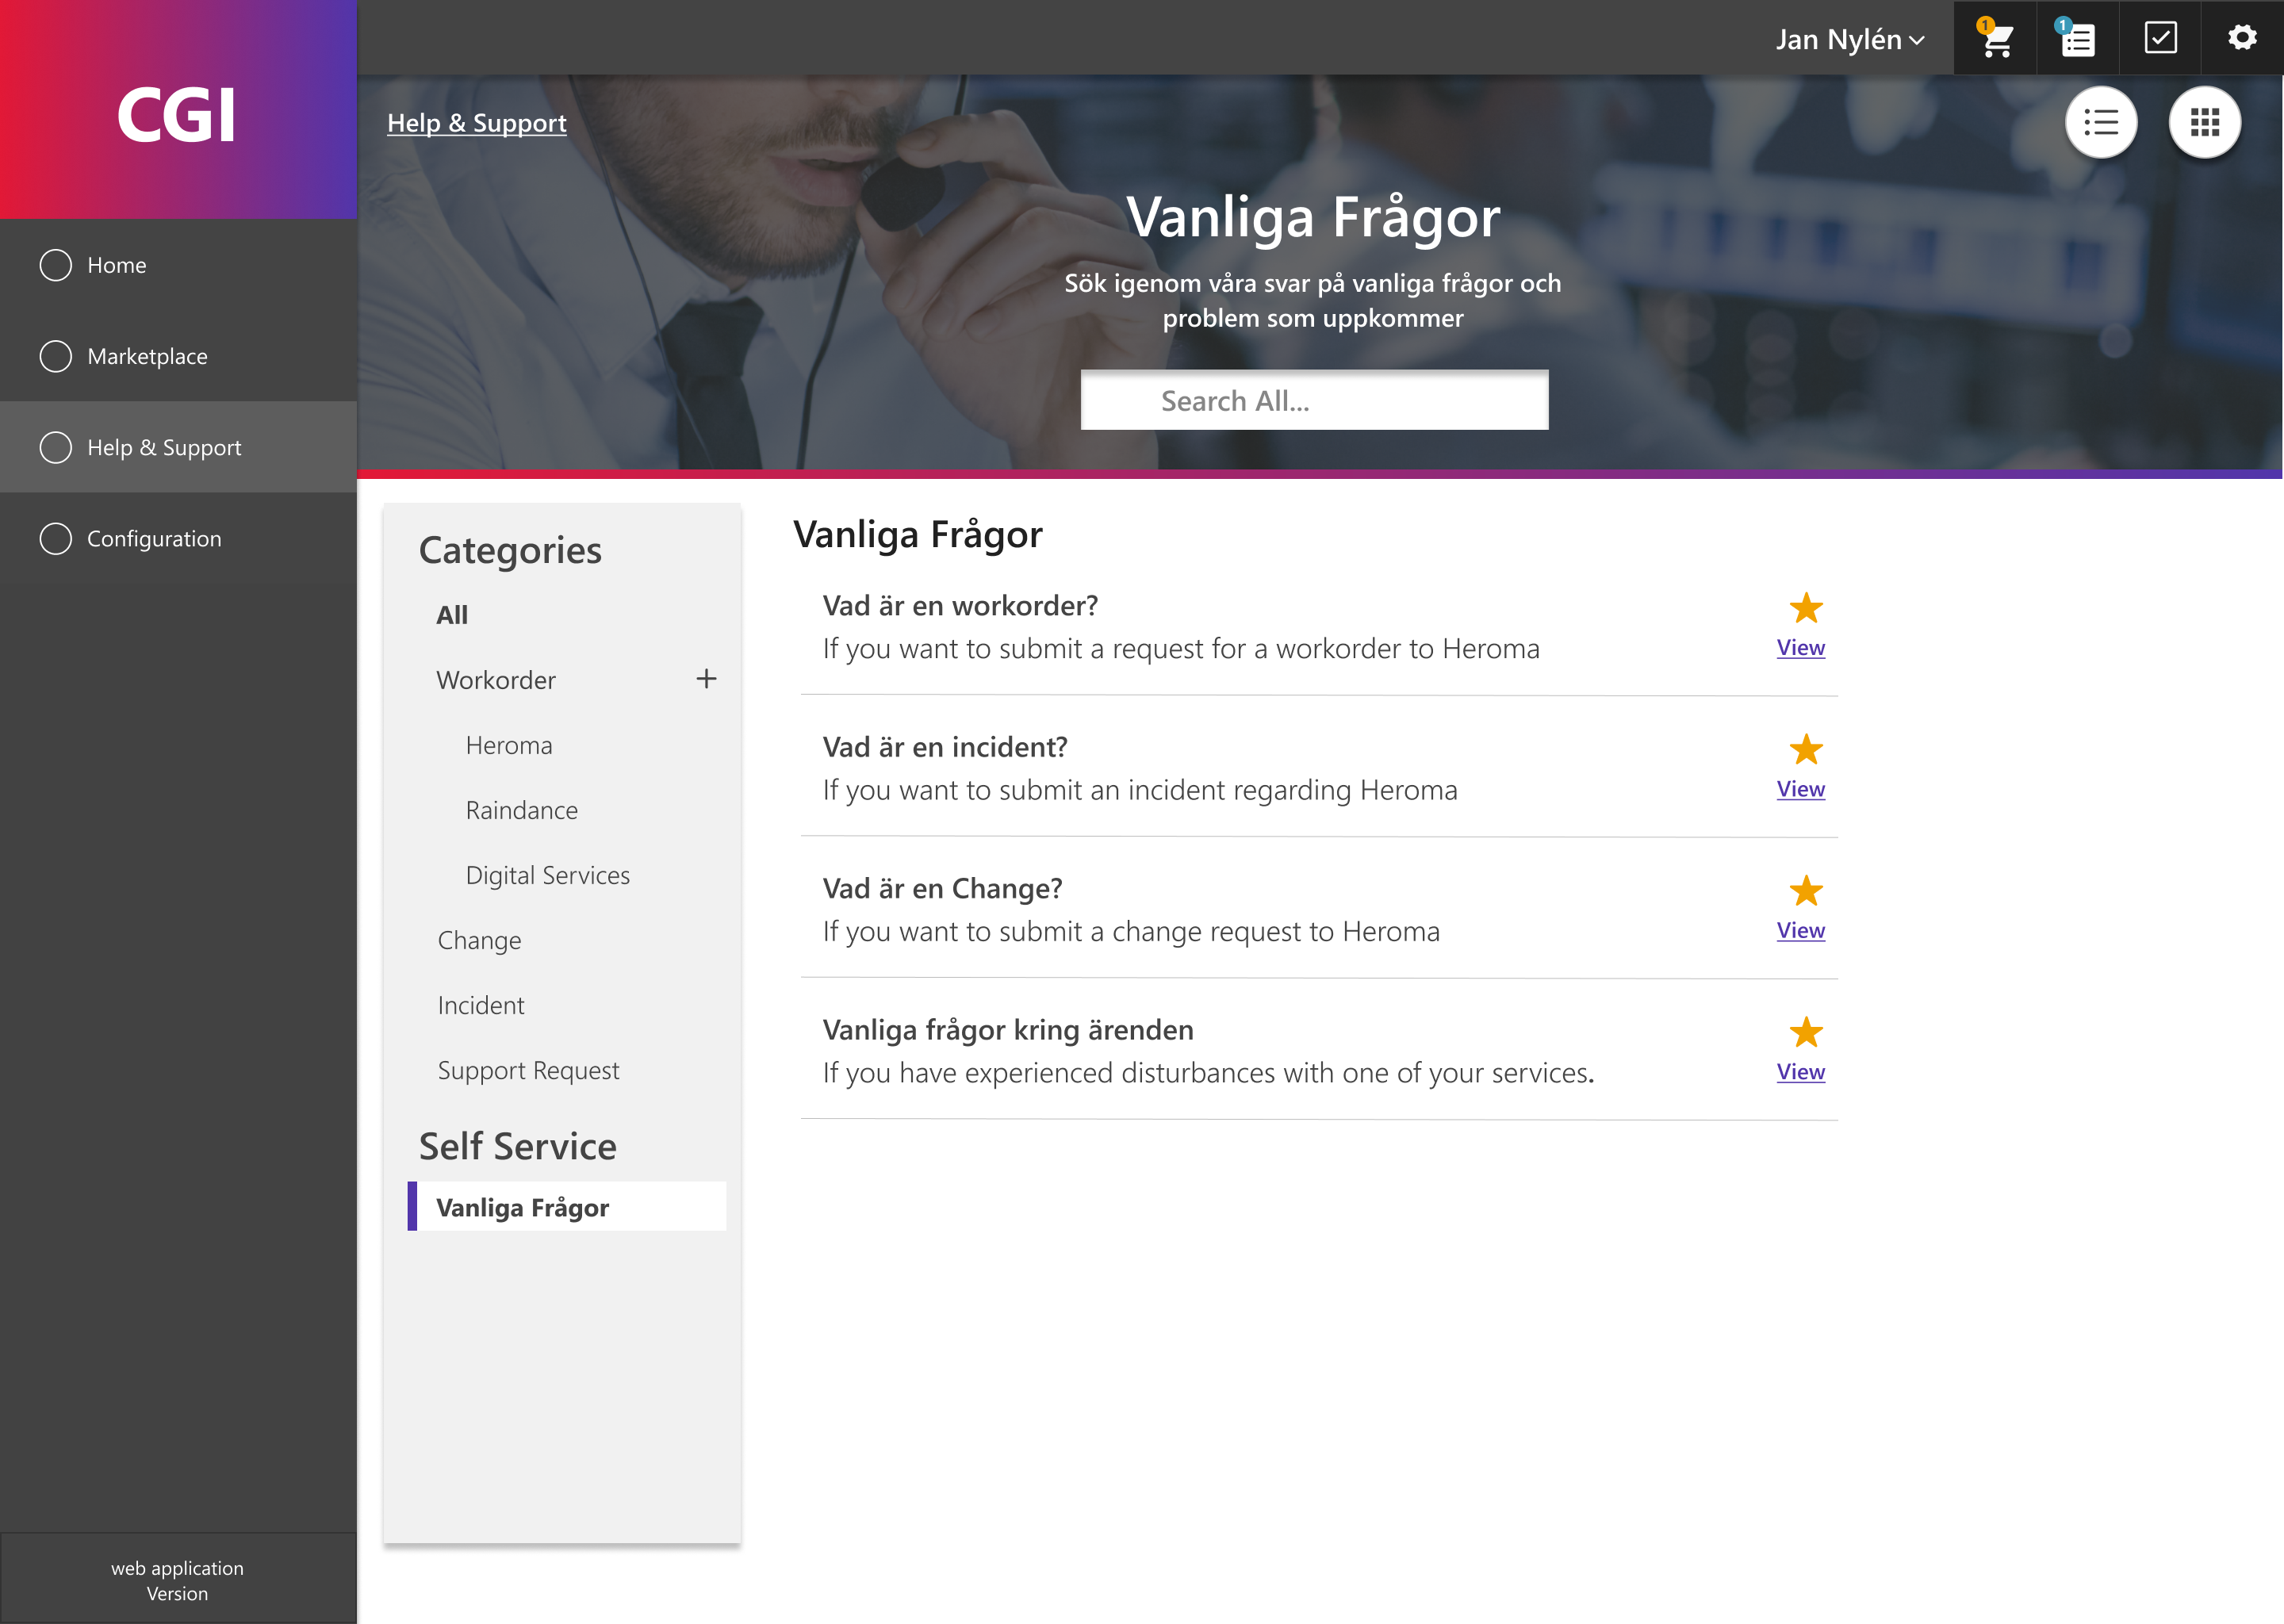 CGI
Jan Nylén
1
1
Home
Marketplace
Help & Support
Configuration
web application
Version
Help & Support
Vanliga Frågor
Sök igenom våra svar på vanliga frågor och
problem som uppkommer
Search All...
Categories
All
Workorder
Heroma
Raindance
Digital Services
Change
Incident
Support Request
Self Service
Vanliga Frågor
Vanliga Frågor
Vad är en workorder?
If you want to submit a request for a workorder to Heroma
View
Vad är en incident?
If you want to submit an incident regarding Heroma
View
Vad är en Change?
If you want to submit a change request to Heroma
View
Vanliga frågor kring ärenden
If you have experienced disturbances with one of your services.
View